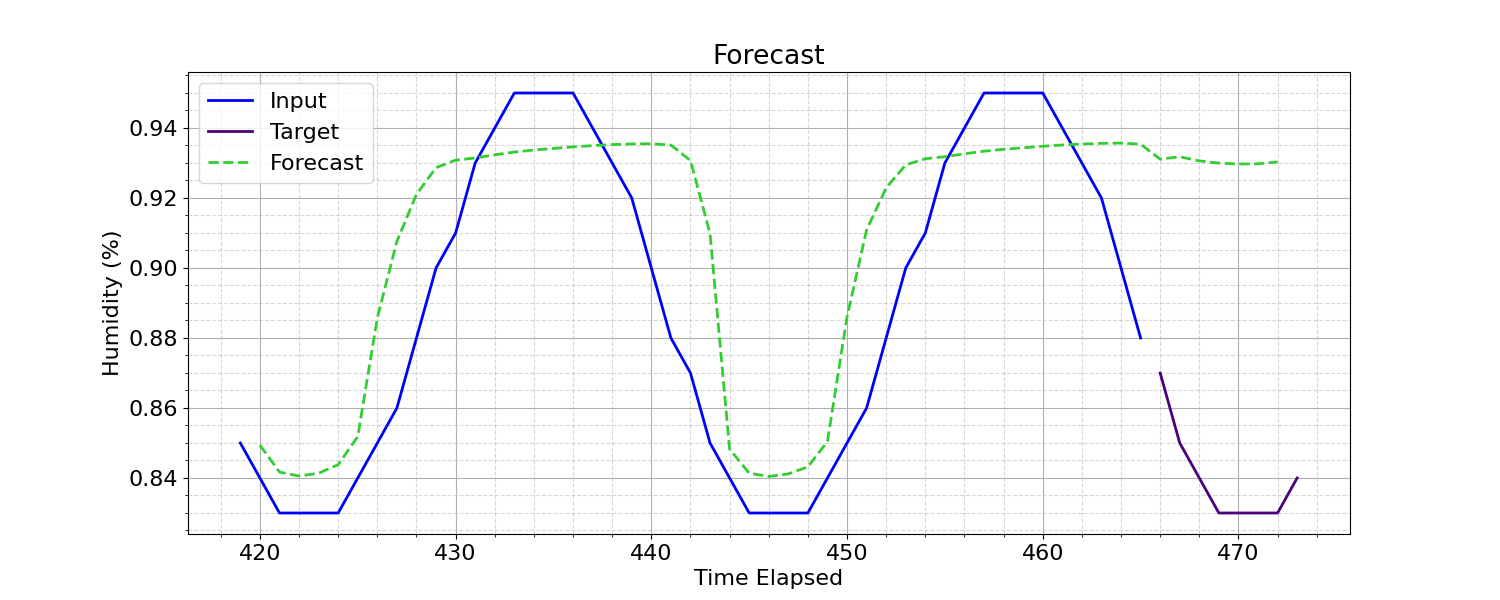 Forecast
Input
Target
Forecast
Humidity (%)
0.94
0.92
0.90
0.88
0.86
0.84
420 430 440 450 460 470
Time Elapsed